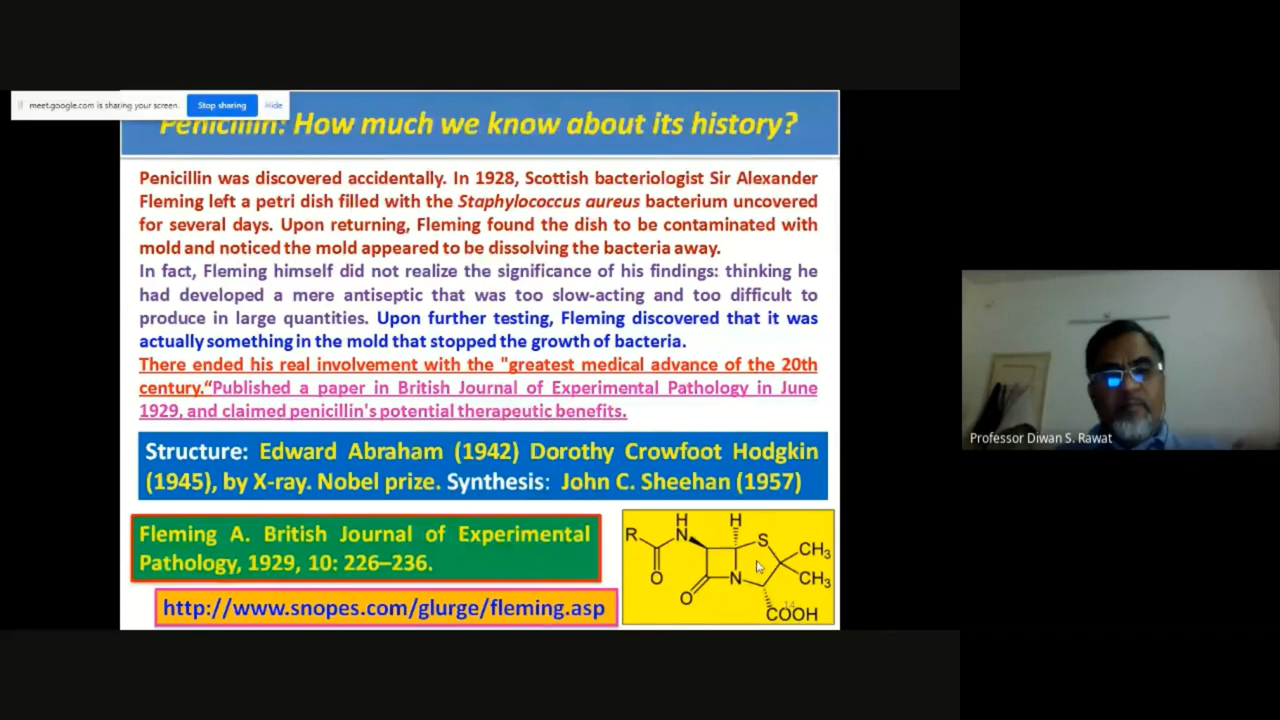 meet.google.com is sharing your screen. Stop sharing Hide
Penicillin: How much we know about its history?
Penicillin was discovered accidentally. In 1928, Scottish bacteriologist Sir Alexander
Fleming left a petri dish filled with the Staphylococcus aureus bacterium uncovered
for several days. Upon returning, Fleming found the dish to be contaminated with
mold and noticed the mold appeared to be dissolving the bacteria away.
In fact, Fleming himself did not realize the significance of his findings: thinking he
had developed a mere antiseptic that was too slow-acting and too difficult to
produce in large quantities. Upon further testing, Fleming discovered that it was
actually something in the mold that stopped the growth of bacteria.
There ended his real involvement with the "greatest medical advance of the 20th
century.“Published a paper in British Journal of Experimental Pathology in June
1929, and claimed penicillin's potential therapeutic benefits.
Structure: Edward Abraham (1942) Dorothy Crowfoot Hodgkin
(1945), by X-ray. Nobel prize. Synthesis: John C. Sheehan (1957)
Fleming A. British Journal of Experimental
Pathology, 1929, 10: 226–236.
http://www.snopes.com/glurge/fleming.asp
H H
R N S CH3
O N CH3
O
14
COOH
Professor Diwan S. Rawat